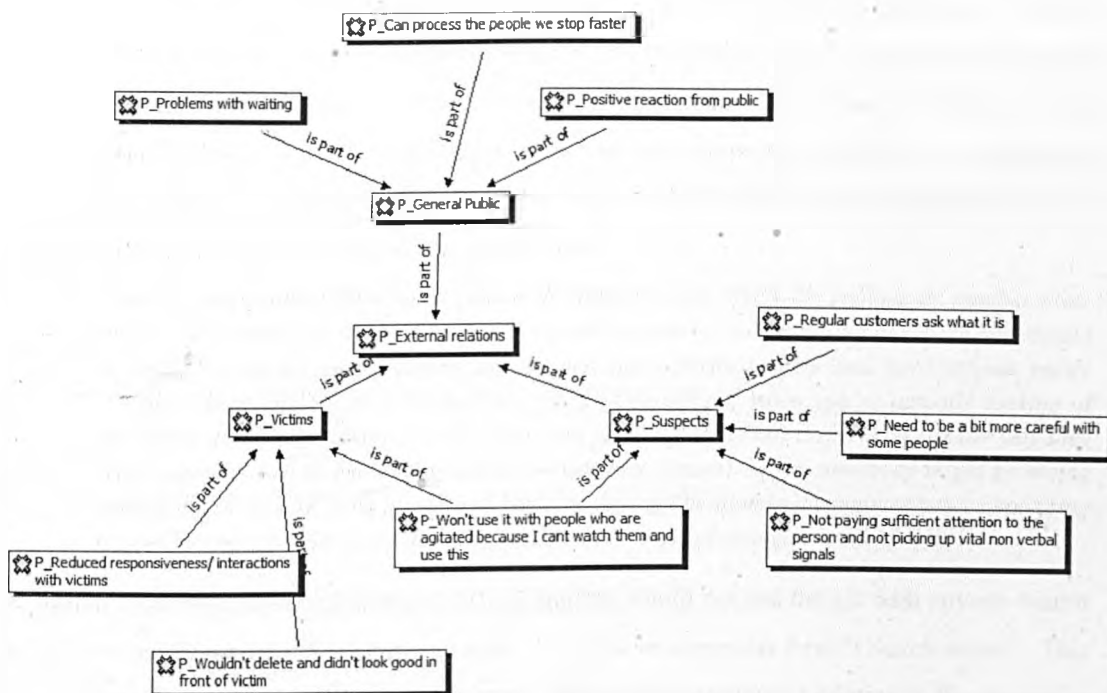 P_Can process the people we stop faster
is part of
P_Problems with waiting
P_Positive reaction from public
is part of
is part of
P_General Public
is part of
P_External relations
P_Regular customers ask what it is
is part of
is part of
is part of
P_Victims
P_Suspects
is part of
P_Need to be a bit more careful with
some people
is part of
is part of
is part of
is part of
is part of
P_Won't use it with people who are
agitated because I cant watch them and
use this
P_Not paying sufficient attention to the
person and not picking up vital non verbal
signals
P_Reduced responsiveness/ interactions
with victims
P_Wouldn't delete and didn't look good in
front of victim